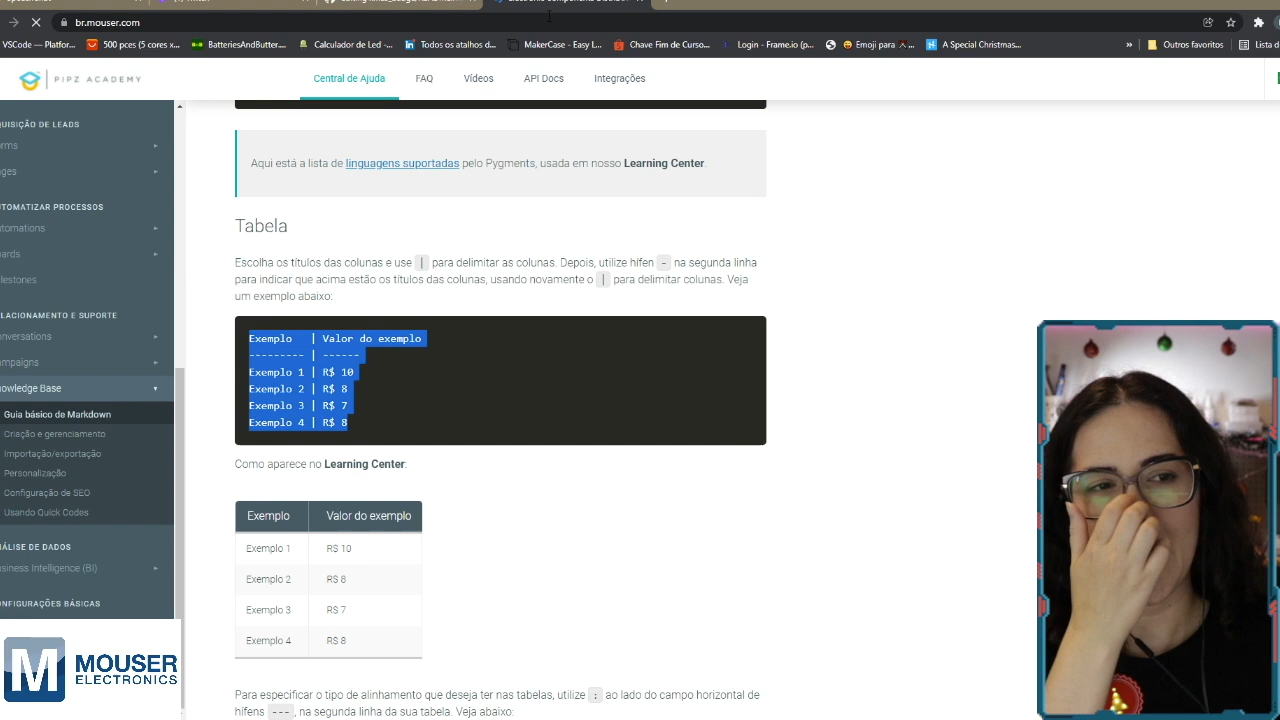 br.mouser.com
VSCode — Platfor...
500 pces (5 cores x...
BatteriesAndButter...
Calculador de Led -...
Todos os atalhos d...
MakerCase - Easy L...
Chave Fim de Curso...
Login - Frame.io (p...
Emoji para
A Special Christmas...
»
Outros favoritos
Lista d
PIPZ ACADEMY
Central de Ajuda
FAQ
Vídeos
API Docs
Integrações
QUISIÇÃO DE LEADS
rms
ges
TOMATIZAR PROCESSOS
tomations
ards
lestones
LACIONAMENTO E SUPORTE
nversations
mpaigns
nowledge Base
Guia básico de Markdown
Criação e gerenciamento
Importação/exportação
Personalização
Configuração de SEO
Usando Quick Codes
ÁLISE DE DADOS
siness Intelligence (BI)
ONFIGURAÇÕES BÁSICAS
M MOUSER
ELECTRONICS
Aqui está a lista de linguagens suportadas pelo Pygments, usada em nosso Learning Center.
Tabela
Escolha os títulos das colunas e use | para delimitar as colunas. Depois, utilize hífen - na segunda linha
para indicar que acima estão os títulos das colunas, usando novamente o | para delimitar colunas. Veja
um exemplo abaixo:
Exemplo | Valor do exemplo
--------- | ------
Exemplo 1 | R$ 10
Exemplo 2 | R$ 8
Exemplo 3 | R$ 7
Exemplo 4 | R$ 8
Como aparece no Learning Center:
Exemplo Valor do exemplo
Exemplo 1 R$ 10
Exemplo 2 R$ 8
Exemplo 3 R$ 7
Exemplo 4 R$ 8
Para especificar o tipo de alinhamento que deseja ter nas tabelas, utilize : ao lado do campo horizontal de
hífens ---, na segunda linha da sua tabela. Veja abaixo: